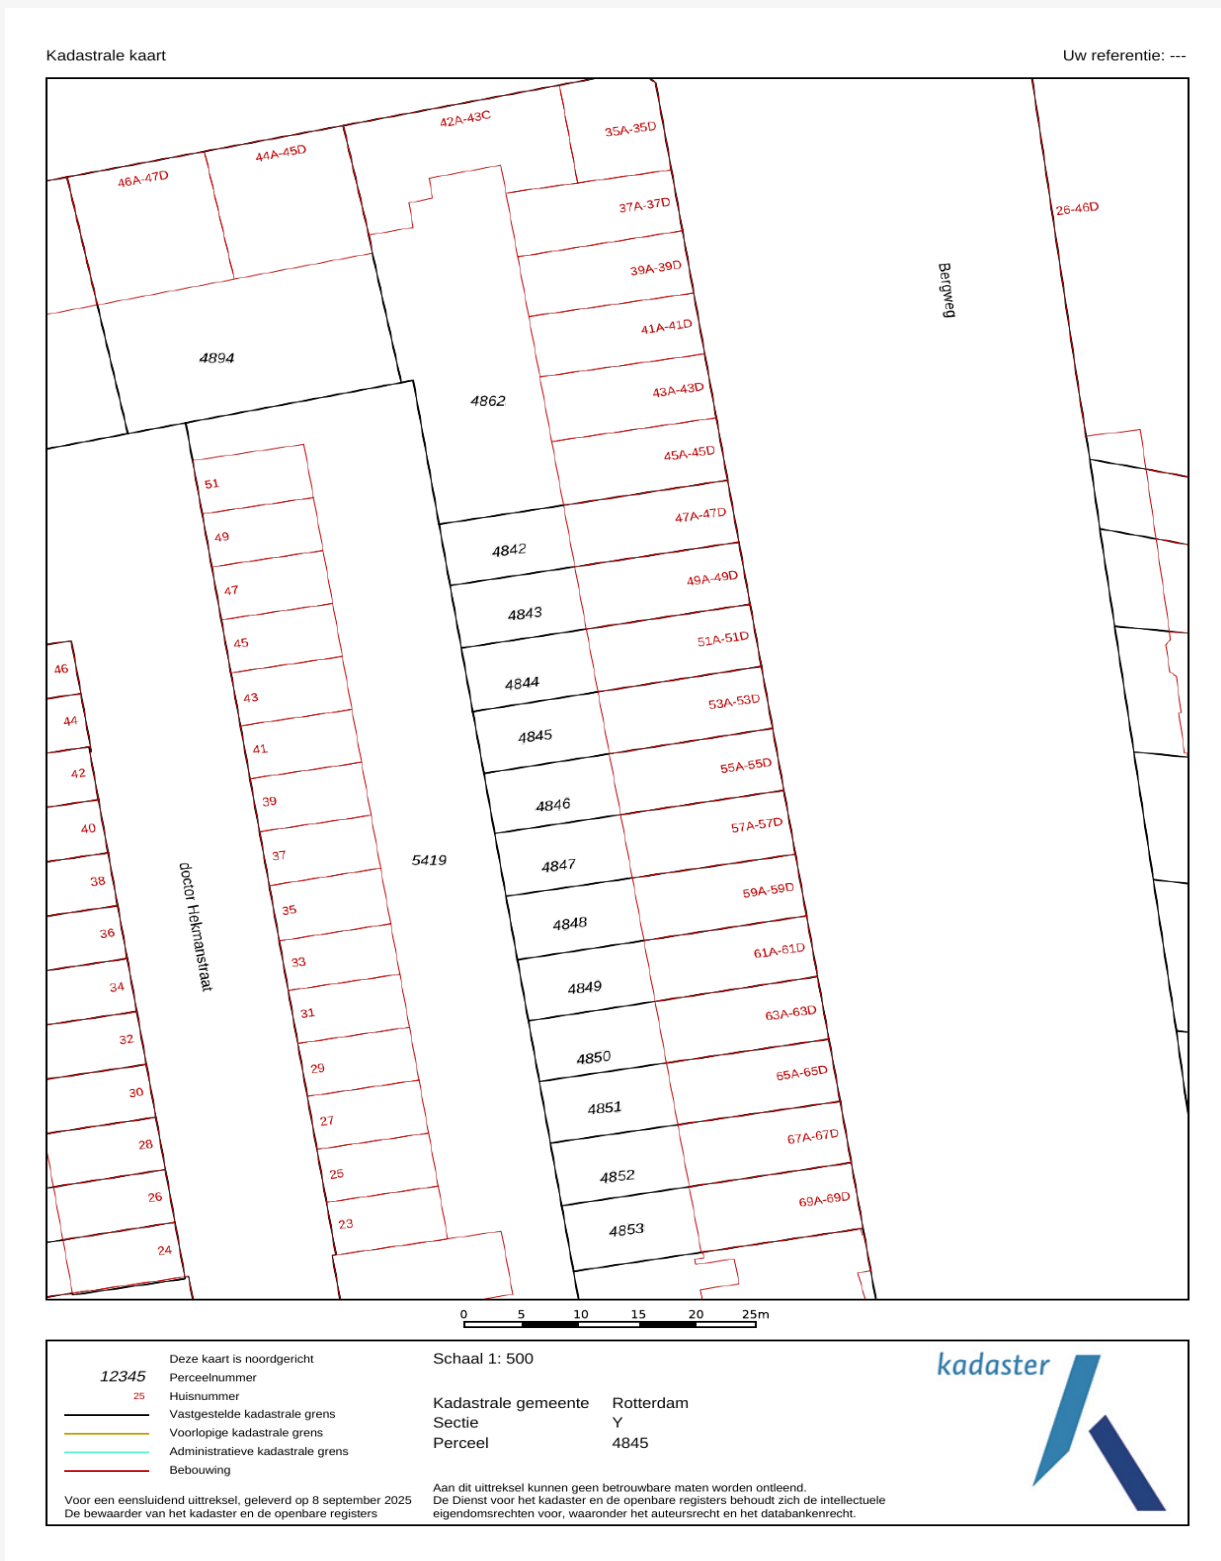 Kadastrale kaart
Uw referentie: ---
42A-43C
35A-35D
44A-45D
46A-47D
37A-37D
26-46D
39A-39D
Bergweg
41A-41D
4894
43A-43D
4862
45A-45D
51
47A-47D
49
4842
49A-49D
47
4843
51A-51D
45
46
4844
53A-53D
43
44
4845
41
55A-55D
42
39
4846
57A-57D
40
37
5419
4847
38
59A-59D
35
4848
36
doctor Hekmanstraat
61A-61D
33
34
4849
31
63A-63D
32
4850
29
65A-65D
30
4851
27
67A-67D
28
25
4852
26
69A-69D
23
4853
24
0 5 10 15 20 25m
Deze kaart is noordgericht
12345 Perceelnummer
25 Huisnummer
Vastgestelde kadastrale grens
Voorlopige kadastrale grens
Administratieve kadastrale grens
Bebouwing
Voor een eensluidend uittreksel, geleverd op 8 september 2025
De bewaarder van het kadaster en de openbare registers
Schaal 1: 500
Kadastrale gemeente Rotterdam
Sectie Y
Perceel 4845
Aan dit uittreksel kunnen geen betrouwbare maten worden ontleend.
De Dienst voor het kadaster en de openbare registers behoudt zich de intellectuele
eigendomsrechten voor, waaronder het auteursrecht en het databankenrecht.
kadaster